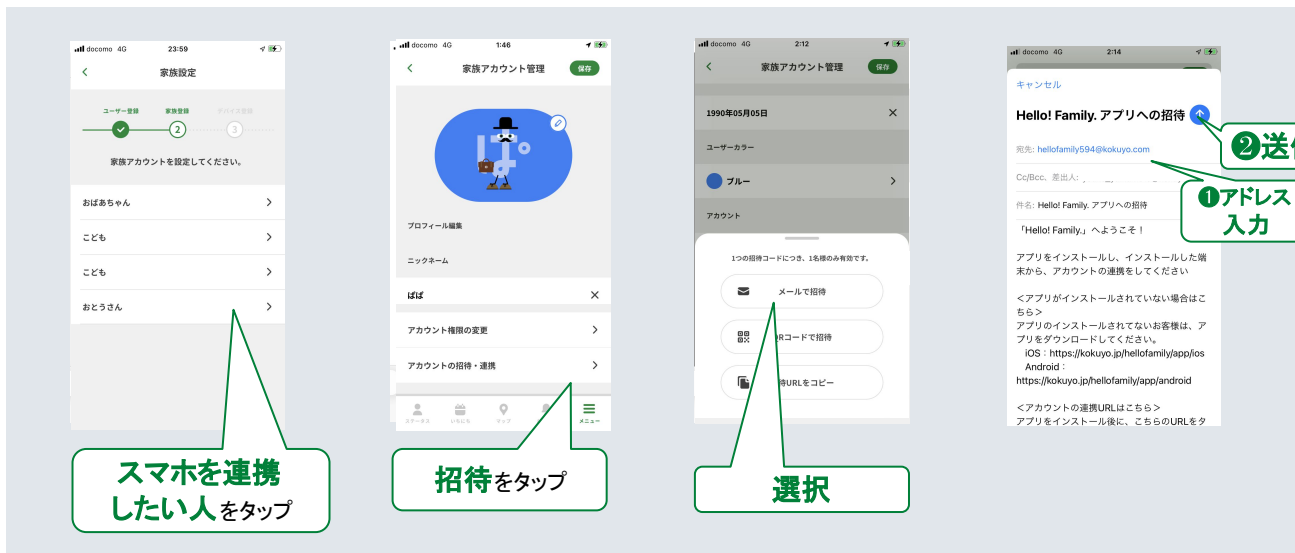 docomo 4G 23:59
家族設定
ユーザー登録 家族登録 デバイス登録
2 3
家族アカウントを設定してください。
おばあちゃん
こども
こども
おとうさん
スマホを連携
したい人をタップ
docomo 4G 1:46
家族アカウント管理 保存
ぱ。
プロフィール編集
ニックネーム
ぱぱ
アカウント権限の変更
アカウントの招待・連携
ステータス いちにち マップ メニュー
招待をタップ
docomo 4G 2:12
家族アカウント管理 保存
1990年05月05日
ユーザーカラー
ブルー
アカウント
1つの招待コードにつき、1名様のみ有効です。
メールで招待
Rコードで招待
待URLをコピー
選択
docomo 4G 2:14
キャンセル
Hello! Family. アプリへの招待
宛先: hellofamily594@kokuyo.com
Cc/Bcc、差出人:
件名: Hello! Family. アプリへの招待
「Hello! Family.」へようこそ！
アプリをインストールし、インストールした端
末から、アカウントの連携をしてください
＜アプリがインストールされていない場合はこ
ちら＞
アプリのインストールされてないお客様は、ア
プリをダウンロードしてください。
iOS：https://kokuyo.jp/hellofamily/app/ios
Android：
https://kokuyo.jp/hellofamily/app/android
＜アカウントの連携URLはこちら＞
アプリをインストール後に、こちらのURLをタ
❷送
❶アドレス
入力